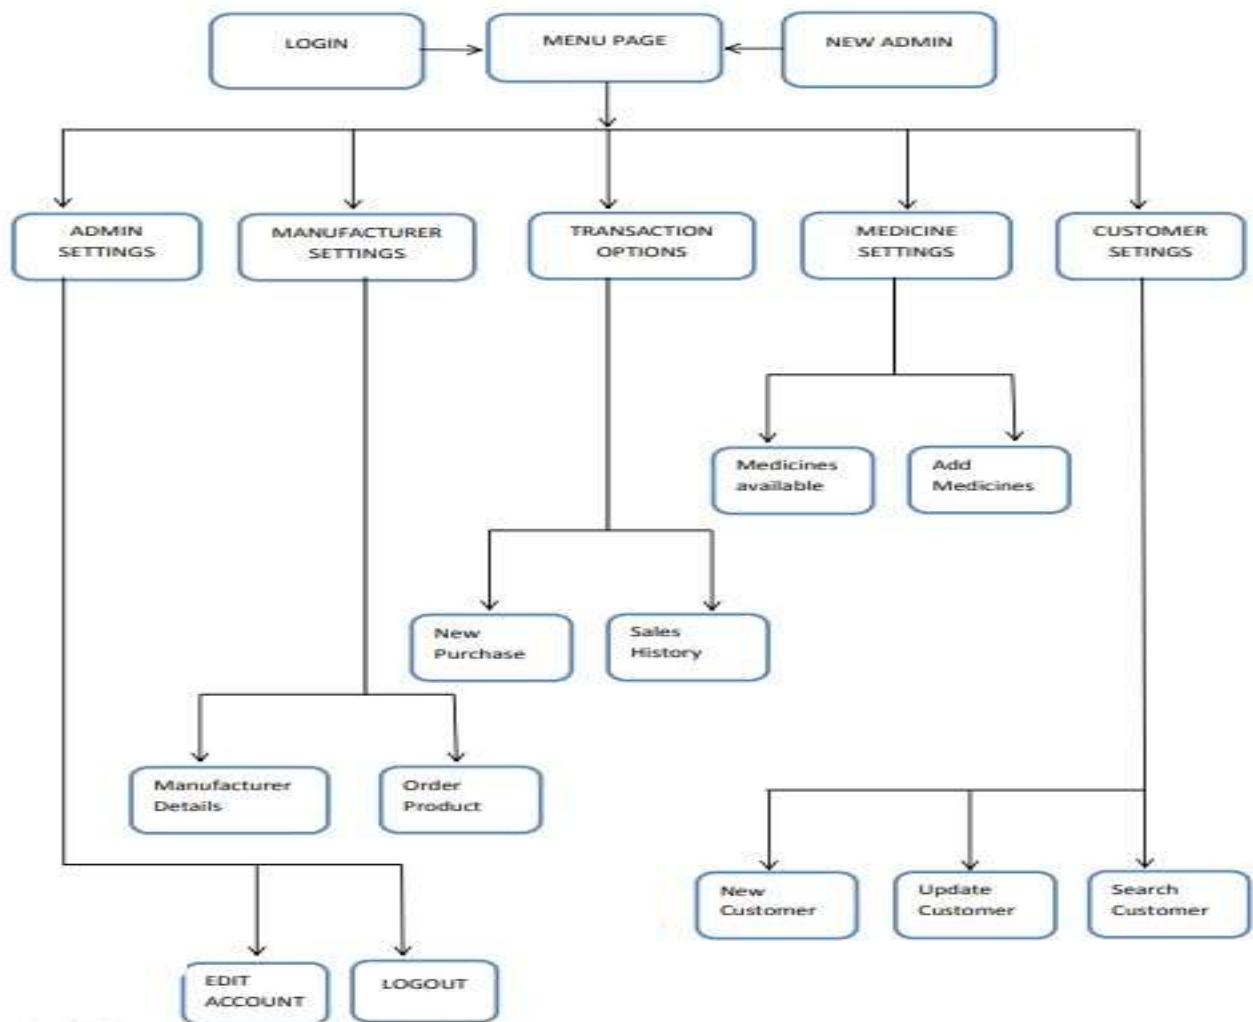 LOGIN
MENU PAGE
NEW ADMIN
ADMIN
SETTINGS
MANUFACTURER
SETTINGS
TRANSACTION
OPTIONS
MEDICINE
SETTINGS
CUSTOMER
SETINGS
Medicines
available
Add
Medicines
New
Purchase
Sales
History
Manufacturer
Details
Order
Product
New
Customer
Update
Customer
Search
Customer
EDIT
ACCOUNT
LOGOUT